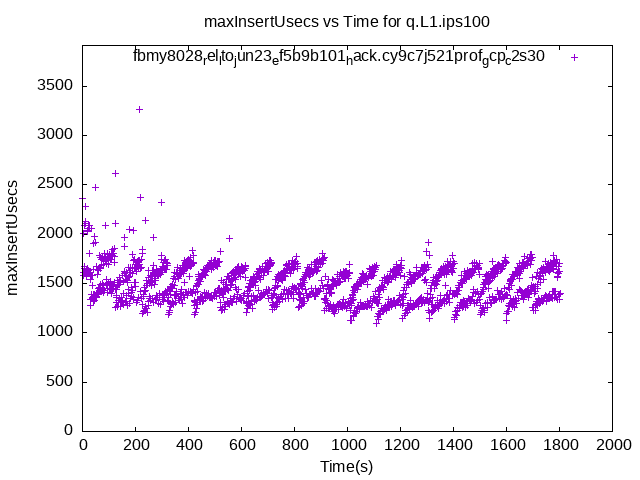 maxInsertUsecs vs Time for q.L1.ips100
fbmy8028relltojun23ef5b9b101hack.cy9c7j521profgcpc2s30
3500
3000
2500
2000
1500
1000
500
0
maxInsertUsecs
0 200 400 600 800 1000 1200 1400 1600 1800 2000
Time(s)